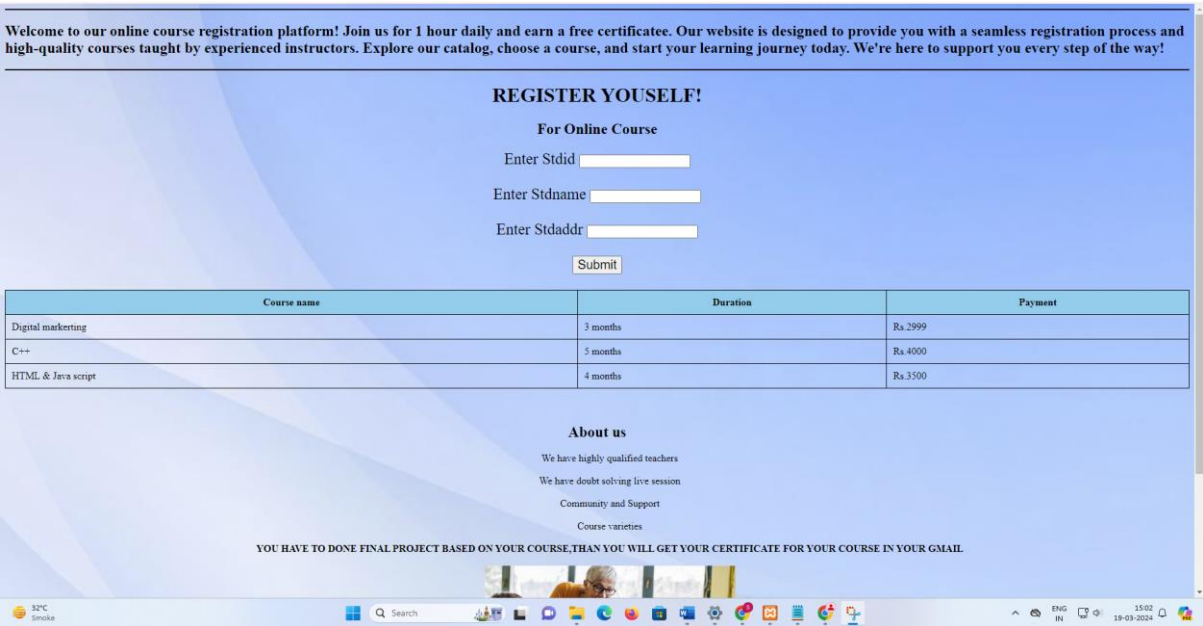 Welcome to our online course registration platform! Join us for 1 hour daily and earn a free certificatee. Our website is designed to provide you with a seamless registration process and
high-quality courses taught by experienced instructors. Explore our catalog, choose a course, and start your learning journey today. We're here to support you every step of the way!
REGISTER YOUSELF!
For Online Course
Enter Stdid
Enter Stdname
Enter Stdaddr
Submit
Course name Duration Payment
Digital markerting 3 months Rs.2999
C++ 5 months Rs.4000
HTML & Java script 4 months Rs.3500
About us
We have highly qualified teachers
We have doubt solving live session
Community and Support
Course varieties
YOU HAVE TO DONE FINAL PROJECT BASED ON YOUR COURSE,THAN YOU WILL GET YOUR CERTIFICATE FOR YOUR COURSE IN YOUR GMAIL
32°C Search ENG 15:02
Smoke IN 19-03-2024